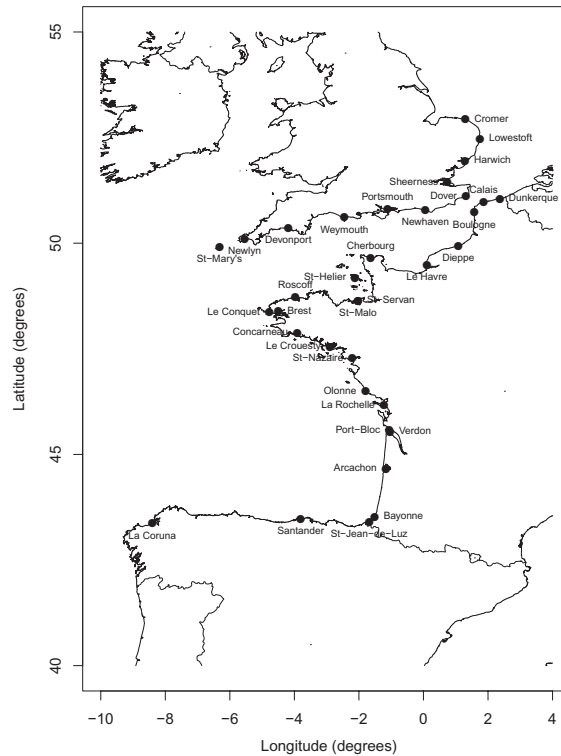 55
50
45
40
Latitude (degrees)
Cromer
Lowestoft
Harwich
Sheerness
Calais
Portsmouth
Dover
Dunkerque
Boulogne
Newhaven
Weymouth
Devonport
Newlyn
St−Mary's
Cherbourg
Dieppe
Le Havre
St−Helier
Roscoff
St−Servan
St−Malo
Le Conquet
Brest
Concarneau
Le Crouesty
St−Nazaire
Olonne
La Rochelle
Port−Bloc
Verdon
Arcachon
Bayonne
Santander
St−Jean−de−Luz
La Coruna
−10
−8
−6
−4
−2
0
2
4
Longitude (degrees)